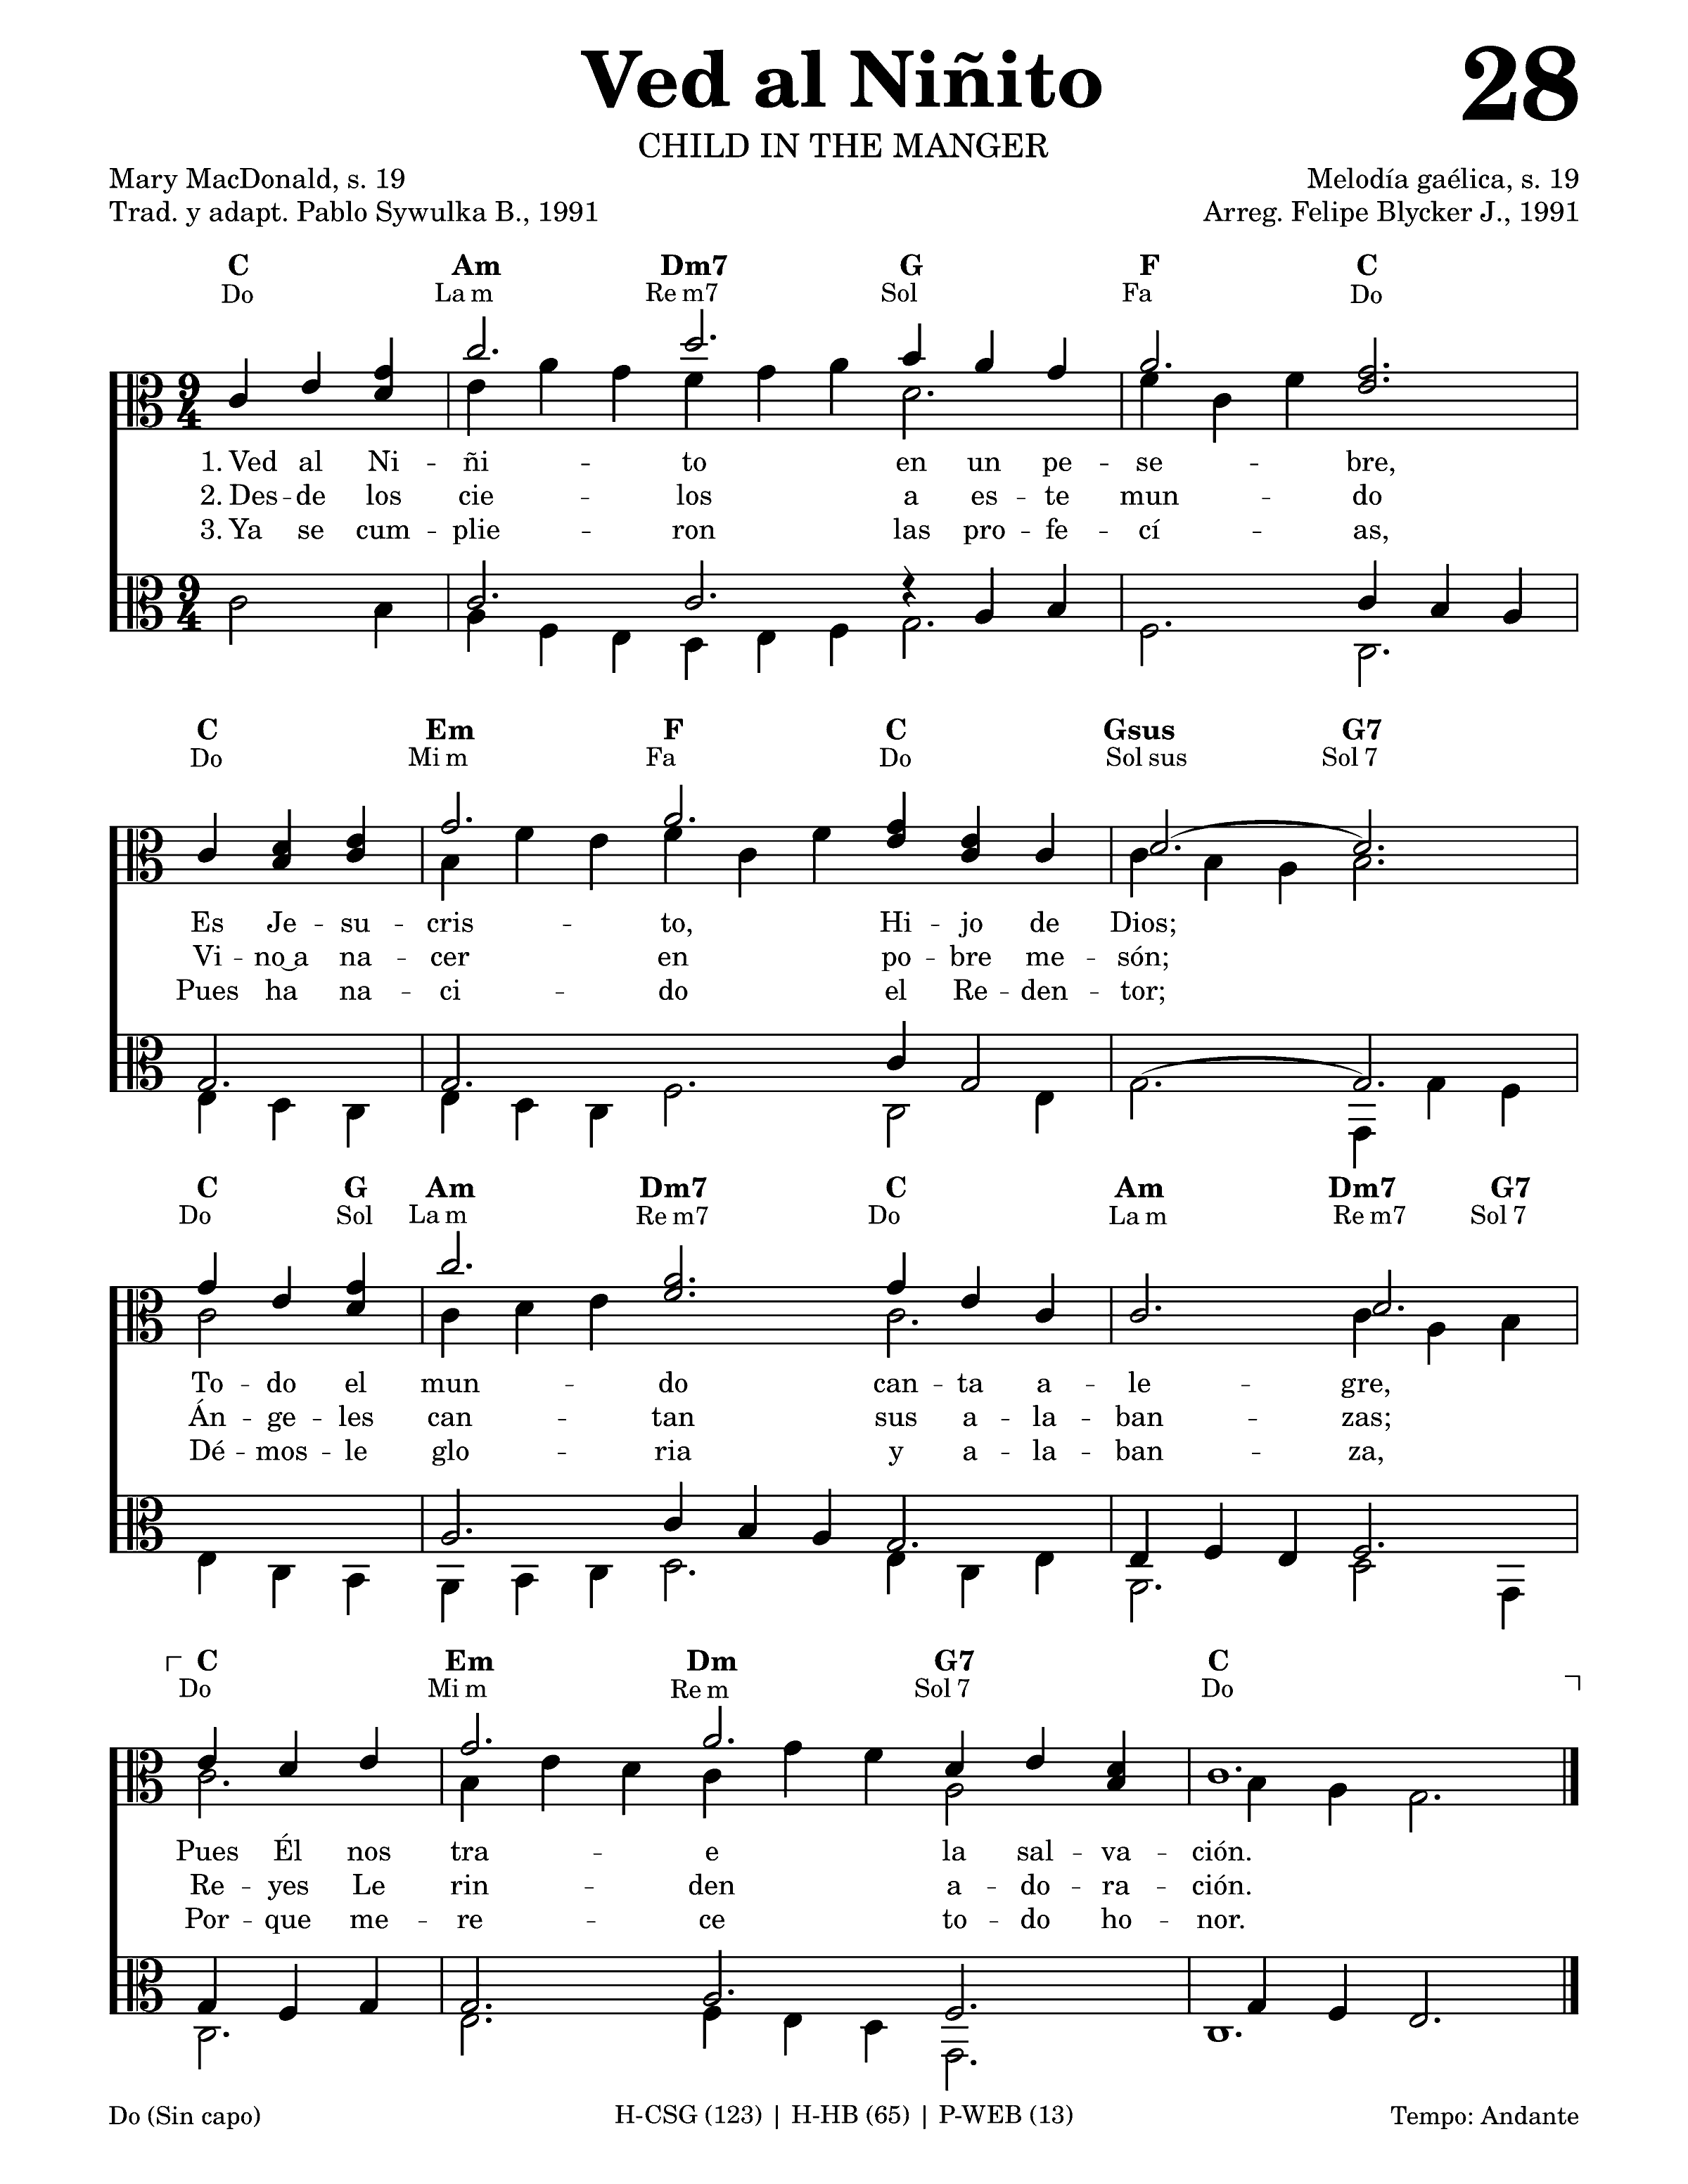 Ved al Niñito
28
CHILD IN THE MANGER
Mary MacDonald, s. 19
Melodía gaélica, s. 19
Trad. y adapt. Pablo Sywulka B., 1991
Arreg. Felipe Blycker J., 1991
C Am Dm7 G F C
Do La m Re m7 Sol Fa Do
9 4
1. Ved al Ni - ñi - to en un pe - se - bre,
2. Des - de los cie - los a es - te mun - do
3. Ya se cum - plie - ron las pro - fe - cí - as,
9 4
C Em F C Gsus G7
Do Mi m Fa Do Sol sus Sol 7
Es Je - su - cris - to, Hi - jo de Dios;
Vi - no‿a na - cer en po - bre me - són;
Pues ha na - ci - do el Re - den - tor;
C G Am Dm7 C Am Dm7 G7
Do Sol La m Re m7 Do La m Re m7 Sol 7
To - do el mun - do can - ta a - le - gre,
Án - ge - les can - tan sus a - la - ban - zas;
Dé - mos - le glo - ria y a - la - ban - za,
C Em Dm G7 C
Do Mi m Re m Sol 7 Do
Pues Él nos tra - e la sal - va - ción.
Re - yes Le rin - den a - do - ra - ción.
Por - que me - re - ce to - do ho - nor.
Do (Sin capo)
H-CSG (123) | H-HB (65) | P-WEB (13)
Tempo: Andante